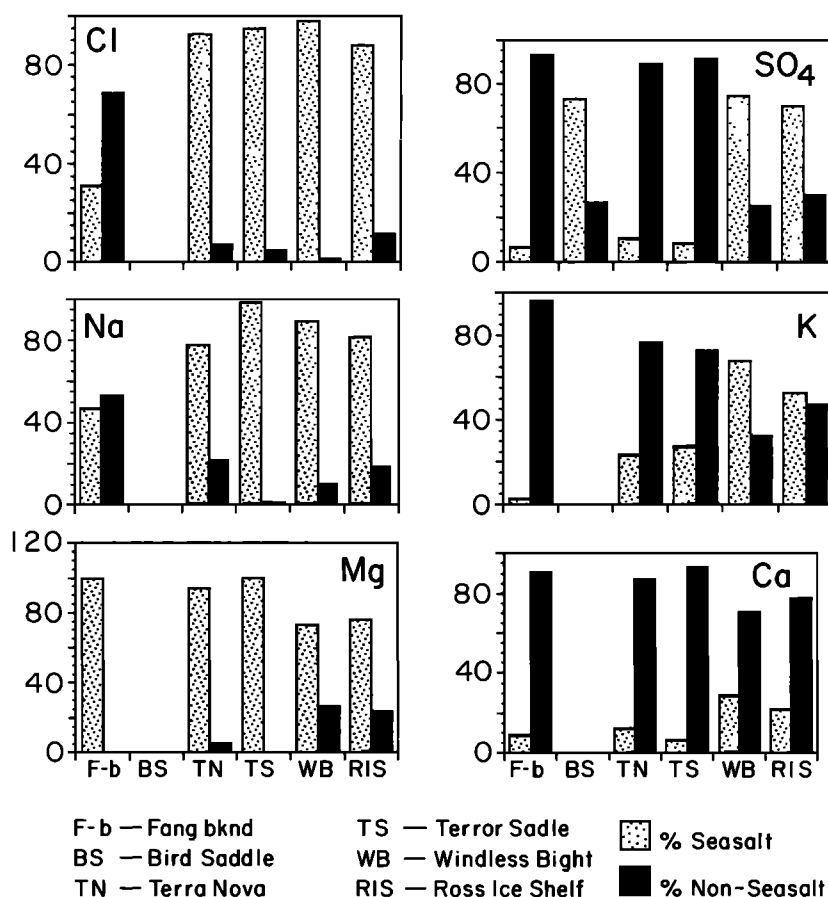 Cl
80
40
0
SO4
80
40
0
Na
80
40
0
K
80
40
0
Mg
120
80
40
0
F-b BS TN TS WB RIS
Ca
80
40
0
F-b BS TN TS WB RIS
F-b — Fang bknd
BS — Bird Saddle
TN — Terra Nova
TS — Terror Sadle
WB — Windless Bight
RIS — Ross Ice Shelf
% Seasalt
% Non-Seasalt